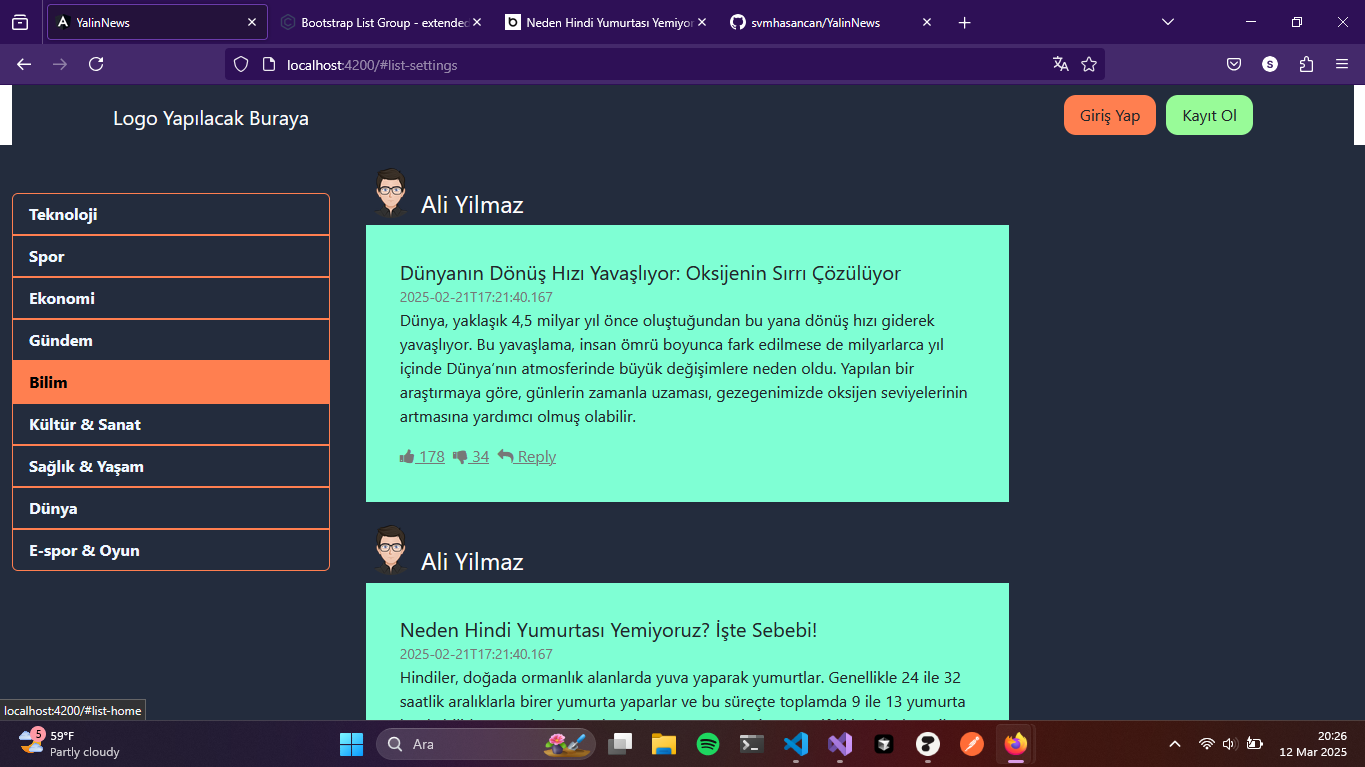 YalinNews
Bootstrap List Group - extended
Neden Hindi Yumurtası Yemiyor
svmhasancan/YalinNews
localhost:4200/#list-settings
S
Logo Yapılacak Buraya
Giriş Yap
Kayıt Ol
Teknoloji
Spor
Ekonomi
Gündem
Bilim
Kültür & Sanat
Sağlık & Yaşam
Dünya
E-spor & Oyun
Ali Yilmaz
Dünyanın Dönüş Hızı Yavaşlıyor: Oksijenin Sırrı Çözülüyor
2025-02-21T17:21:40.167
Dünya, yaklaşık 4,5 milyar yıl önce oluştuğundan bu yana dönüş hızı giderek
yavaşlıyor. Bu yavaşlama, insan ömrü boyunca fark edilmese de milyarlarca yıl
içinde Dünya’nın atmosferinde büyük değişimlere neden oldu. Yapılan bir
araştırmaya göre, günlerin zamanla uzaması, gezegenimizde oksijen seviyelerinin
artmasına yardımcı olmuş olabilir.
178 34 Reply
Ali Yilmaz
Neden Hindi Yumurtası Yemiyoruz? İşte Sebebi!
2025-02-21T17:21:40.167
Hindiler, doğada ormanlık alanlarda yuva yaparak yumurtlar. Genellikle 24 ile 32
saatlik aralıklarla birer yumurta yaparlar ve bu süreçte toplamda 9 ile 13 yumurta
localhost:4200/#list-home
5
59°F
Partly cloudy
Ara
20:26
12 Mar 2025